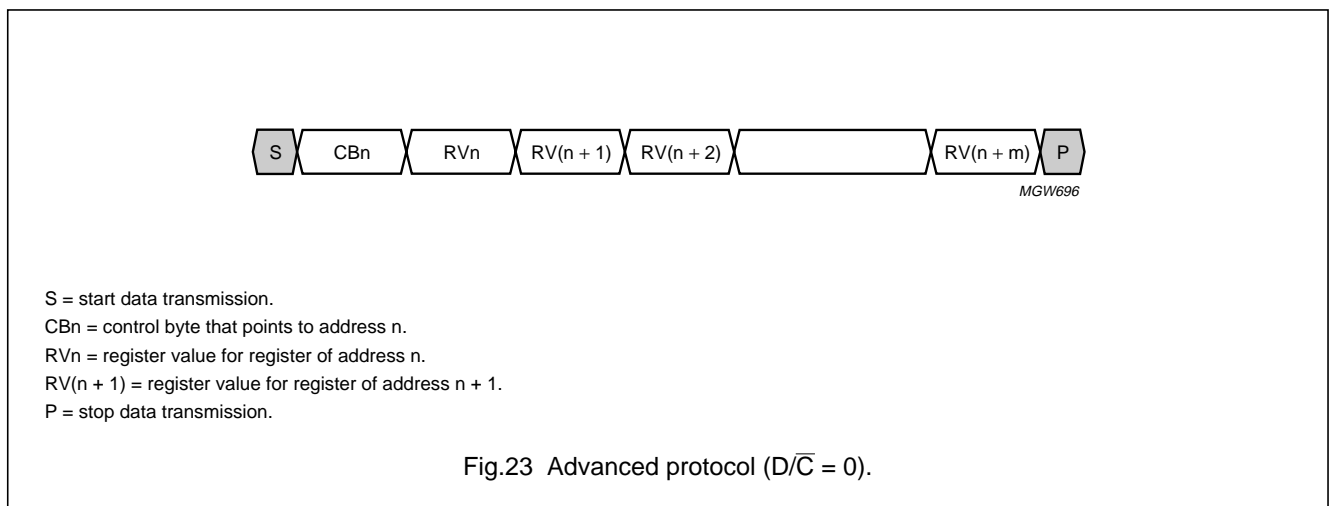 S CBn RVn RV(n + 1) RV(n + 2) RV(n + m) P
MGW696
S = start data transmission.
CBn = control byte that points to address n.
RVn = register value for register of address n.
RV(n + 1) = register value for register of address n + 1.
P = stop data transmission.
Fig.23 Advanced protocol (D/C̅ = 0).